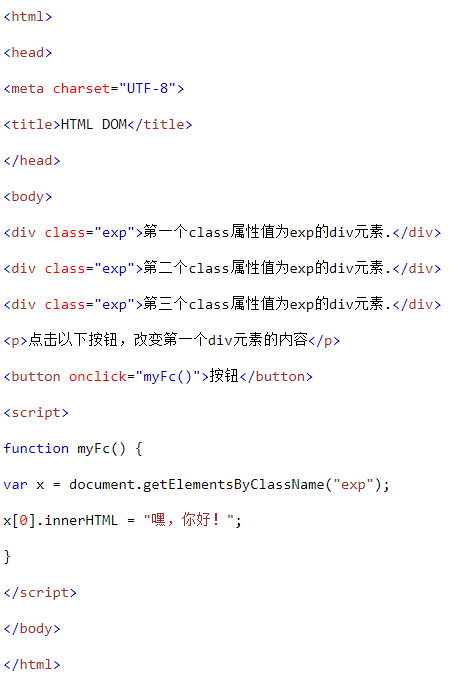 <html>
<head>
<meta charset="UTF-8">
<title>HTML DOM</title>
</head>
<body>
<div class="exp">第一个class属性值为exp的div元素.</div>
<div class="exp">第二个class属性值为exp的div元素.</div>
<div class="exp">第三个class属性值为exp的div元素.</div>
<p>点击以下按钮，改变第一个div元素的内容</p>
<button onclick="myFc()">按钮</button>
<script>
function myFc() {
var x = document.getElementsByClassName("exp");
x[0].innerHTML = "嘿，你好！";
}
</script>
</body>
</html>